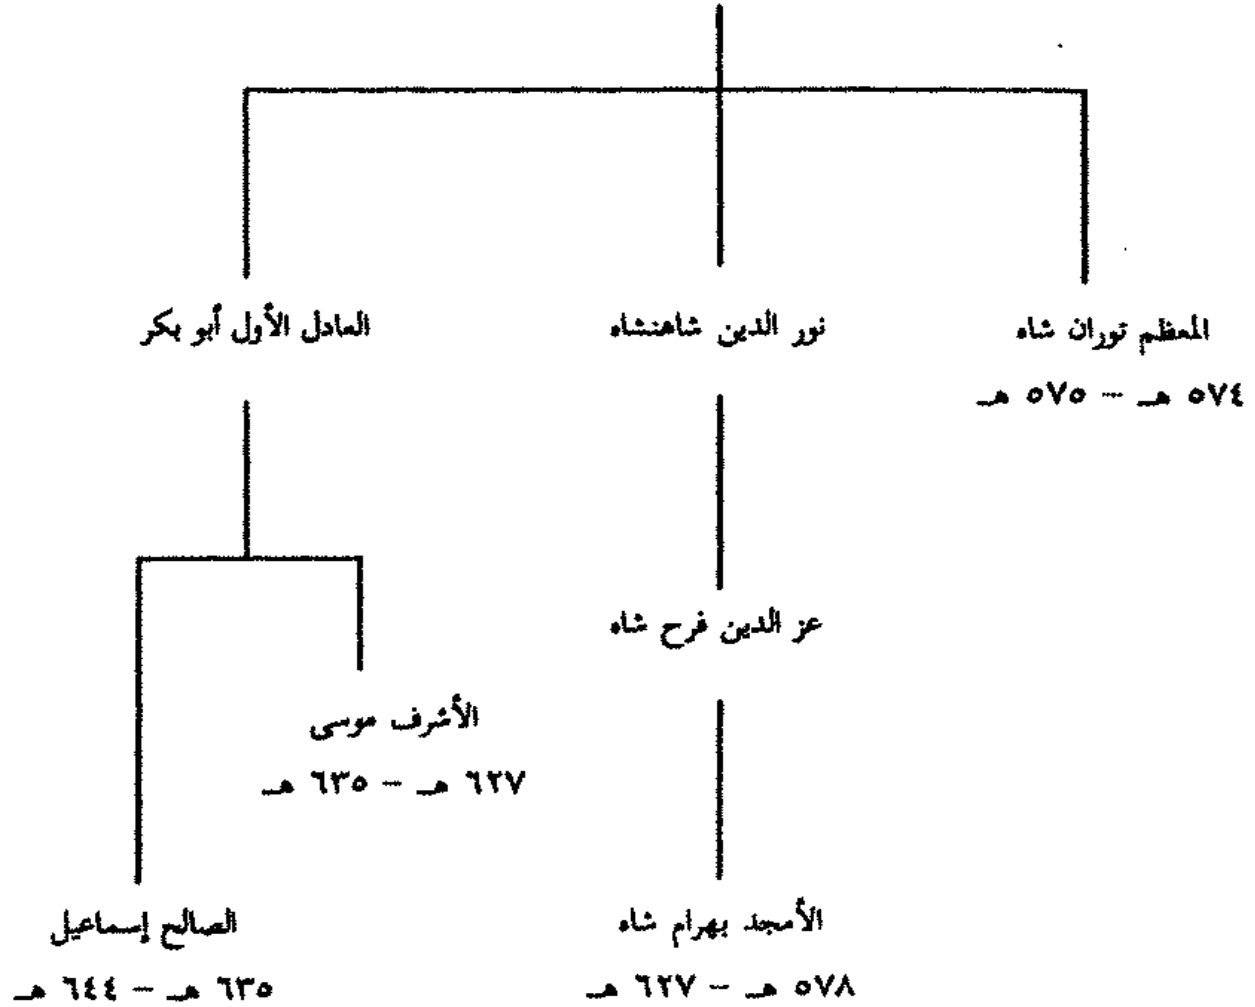 المعظم توران شاه
٥٧٤ هـ – ٥٧٥ هـ
نور الدين شاهنشاه
العادل الأول أبو بكر
عز الدين فرح شاه
الأشرف موسى
٦٢٧ هـ – ٦٣٥ هـ
الأمجد بهرام شاه
٥٧٨ هـ – ٦٢٧ هـ
الصالح إسماعيل
٦٣٥ هـ – ٦٤٤ هـ